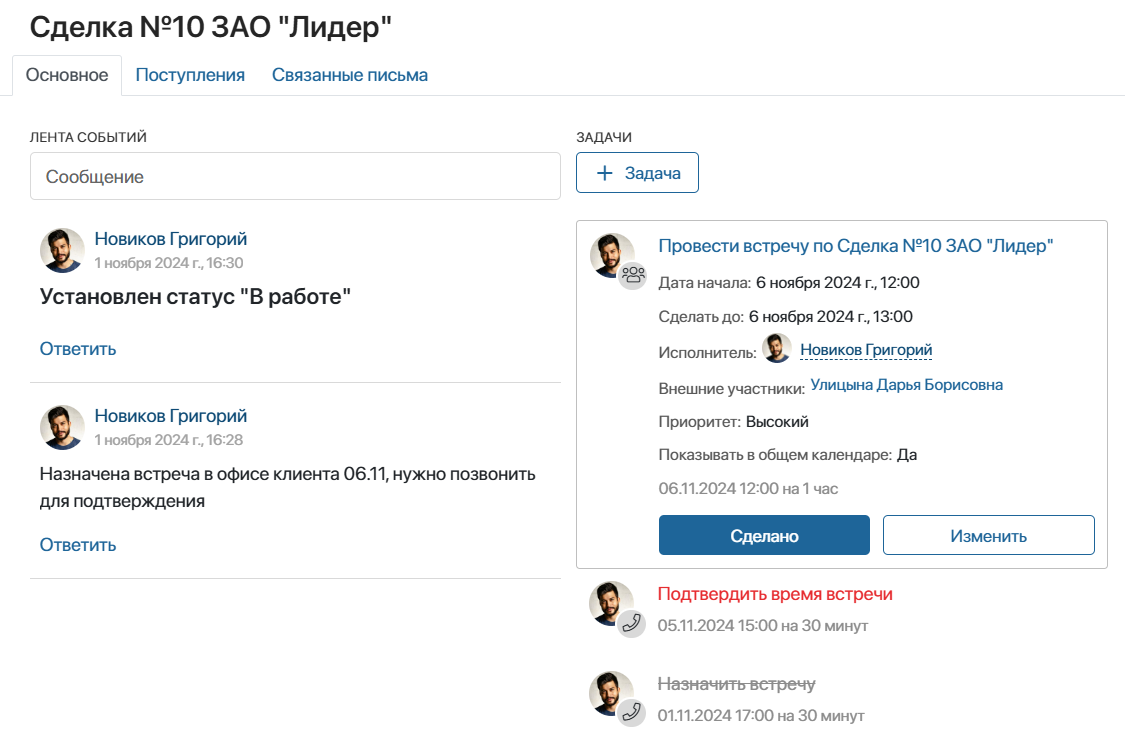 Сделка №10 ЗАО "Лидер"
Основное
Поступления
Связанные письма
ЛЕНТА СОБЫТИЙ
Сообщение
Новиков Григорий
1 ноября 2024 г., 16:30
Установлен статус "В работе"
Ответить
Новиков Григорий
1 ноября 2024 г., 16:28
Назначена встреча в офисе клиента 06.11, нужно позвонить
для подтверждения
Ответить
ЗАДАЧИ
+ Задача
Провести встречу по Сделка №10 ЗАО "Лидер"
Дата начала: 6 ноября 2024 г., 12:00
Сделать до: 6 ноября 2024 г., 13:00
Исполнитель: Новиков Григорий
Внешние участники: Улицына Дарья Борисовна
Приоритет: Высокий
Показывать в общем календаре: Да
06.11.2024 12:00 на 1 час
Сделано
Изменить
Подтвердить время встречи
05.11.2024 15:00 на 30 минут
Назначить встречу
01.11.2024 17:00 на 30 минут